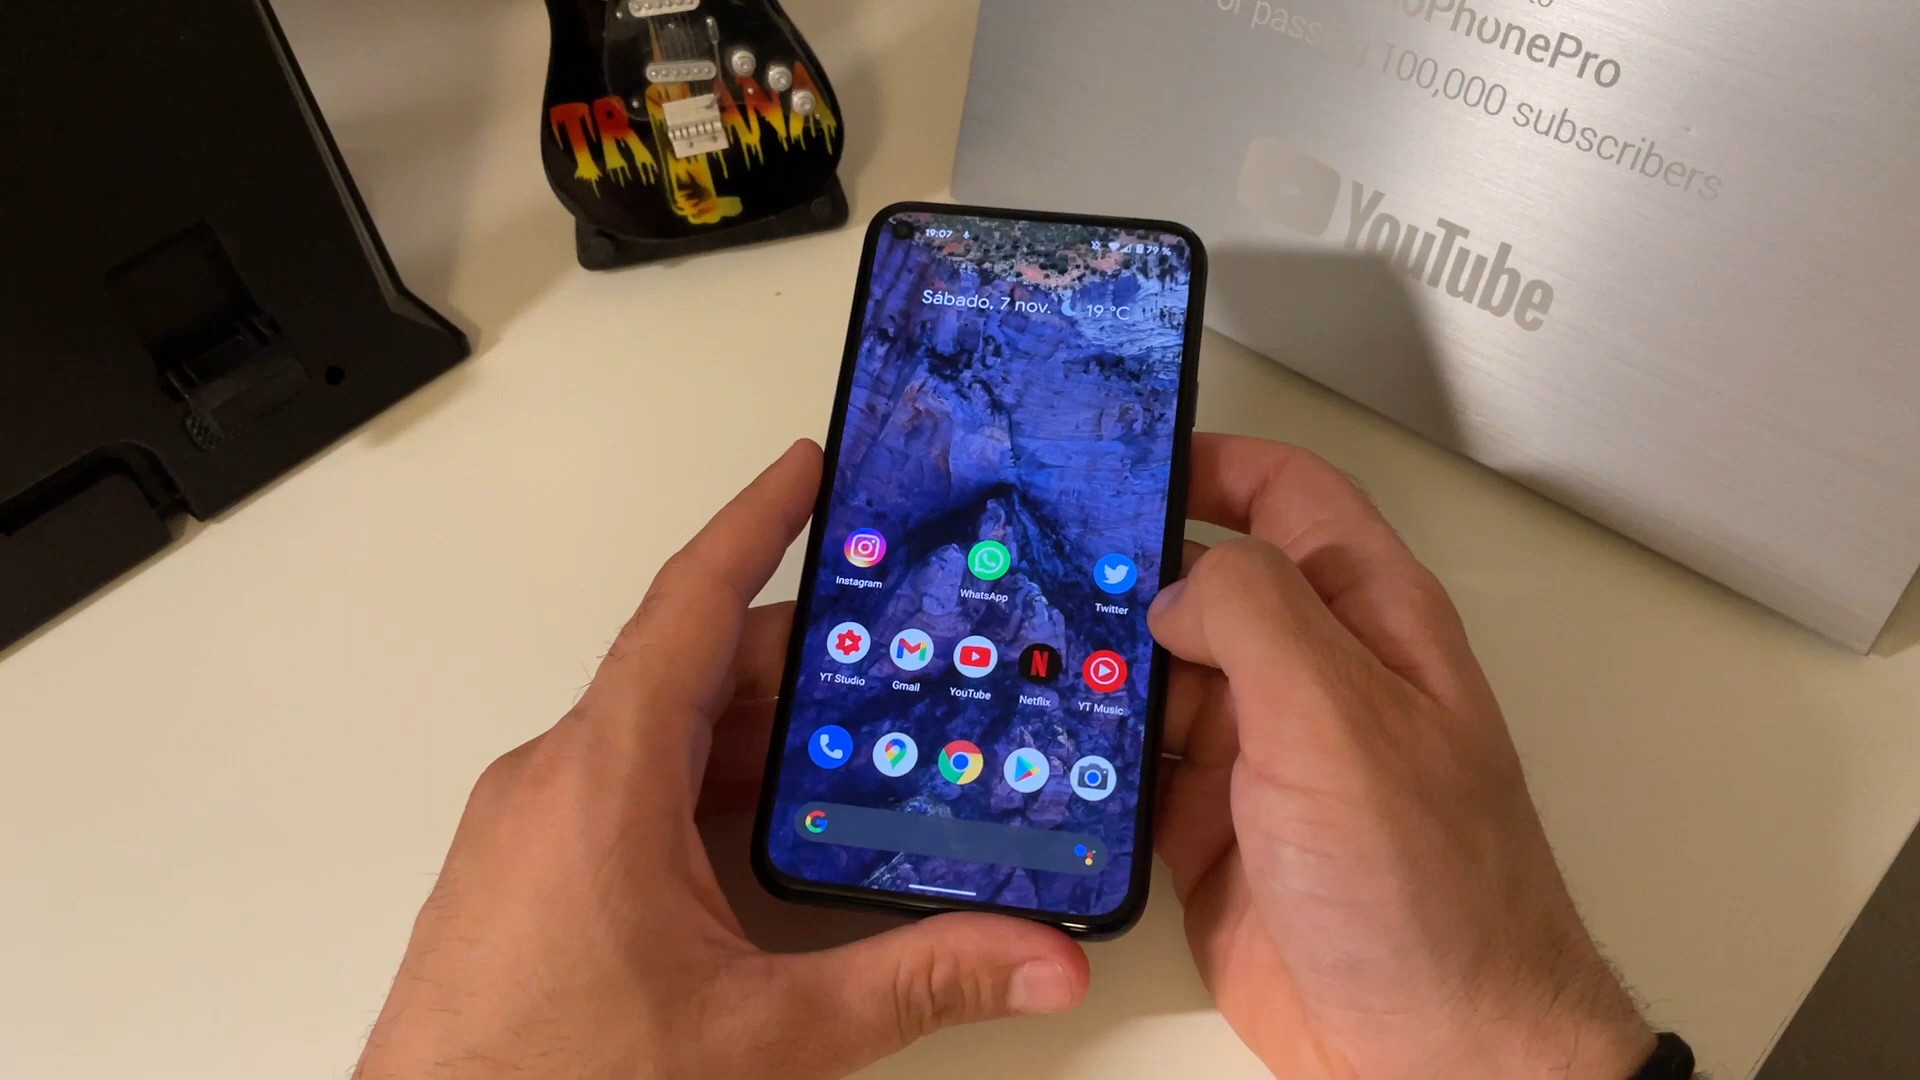 PhonePro
100,000 subscribers
YouTube
19:07
79 %
Sábado, 7 nov. 19 °C
Instagram
WhatsApp
Twitter
YT Studio
Gmail
YouTube
Netflix
YT Music